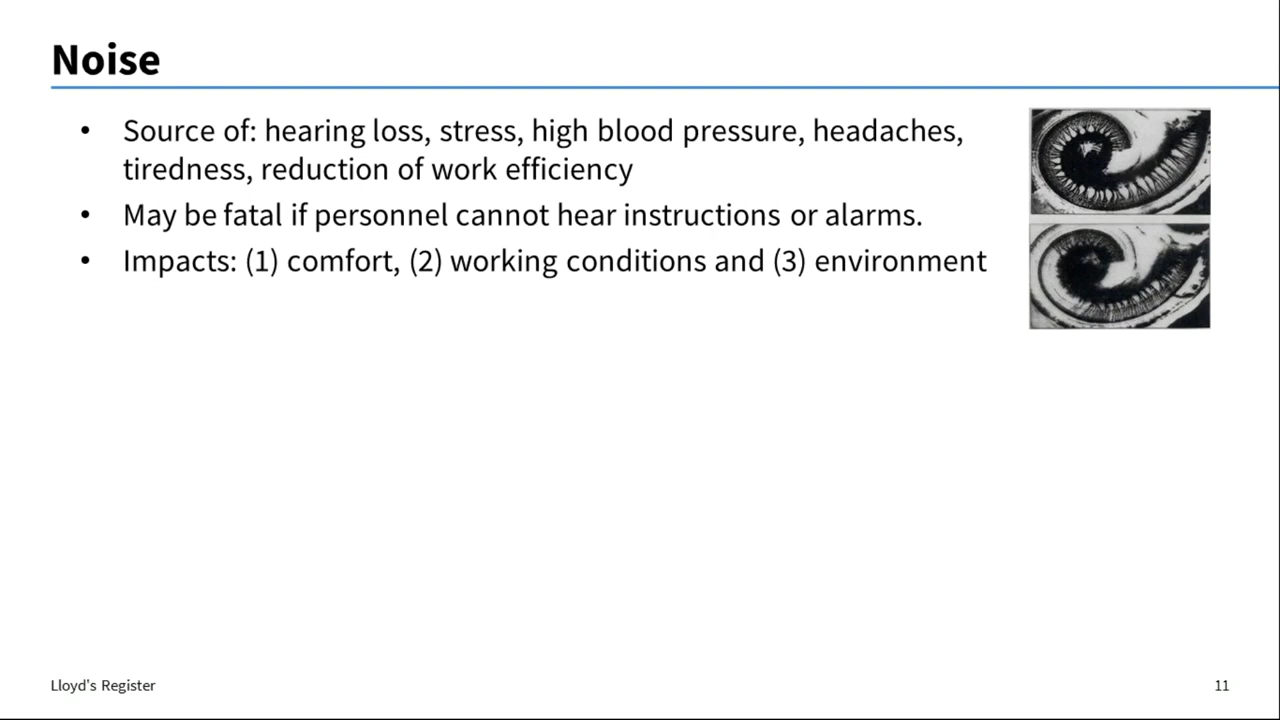 Noise
• Source of: hearing loss, stress, high blood pressure, headaches,
tiredness, reduction of work efficiency
• May be fatal if personnel cannot hear instructions or alarms.
• Impacts: (1) comfort, (2) working conditions and (3) environment
Lloyd's Register
11